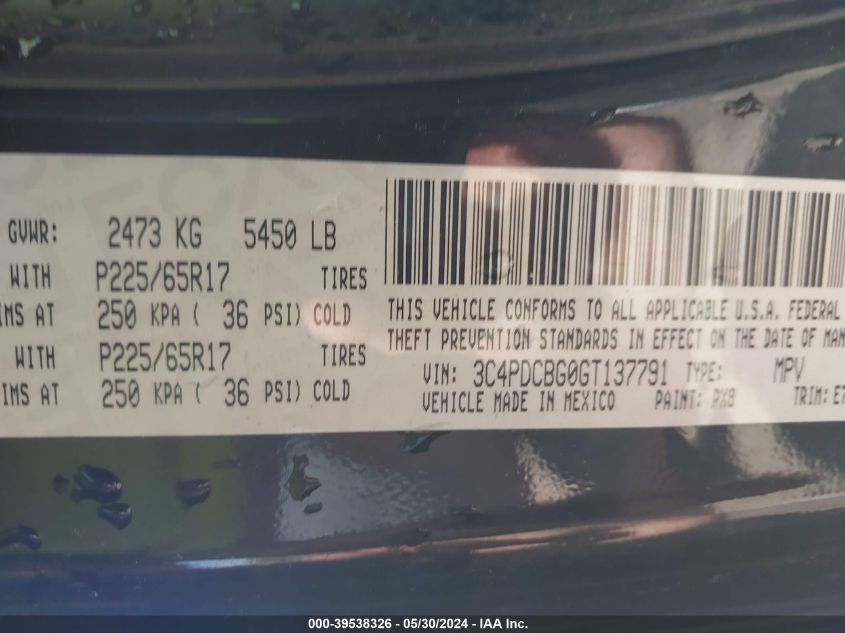 GVWR: 2473 KG 5450 LB
WITH P225/65R17 TIRES
IMS AT 250 KPA ( 36 PSI) COLD
WITH P225/65R17 TIRES
IMS AT 250 KPA ( 36 PSI) COLD
THIS VEHICLE CONFORMS TO ALL APPLICABLE U.S.A. FEDERAL
THEFT PREVENTION STANDARDS IN EFFECT ON THE DATE OF MAN
VIN: 3C4PDCBG0GT137791 TYPE: MPV
VEHICLE MADE IN MEXICO PAINT: RX8 TRIM: E7
000-39538326 - 05/30/2024 - IAA Inc.